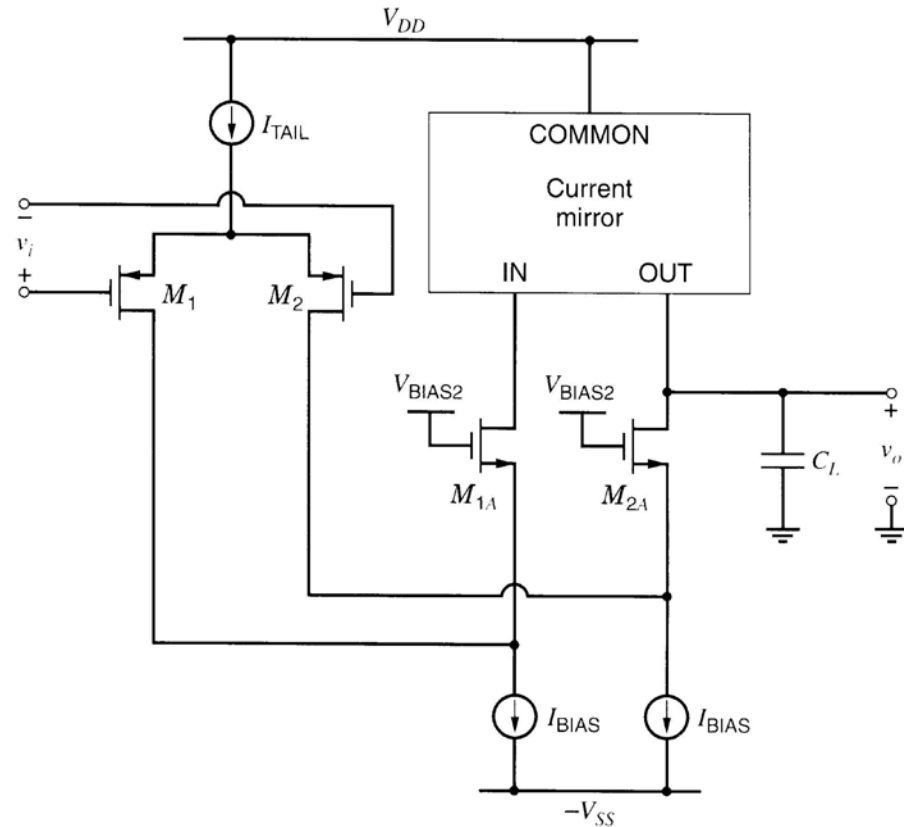 V_DD
I_TAIL
COMMON
Current
mirror
IN OUT
−
v_i
+
M_1 M_2
V_BIAS2 V_BIAS2
+
C_L v_o
−
M_1A M_2A
I_BIAS I_BIAS
−V_SS